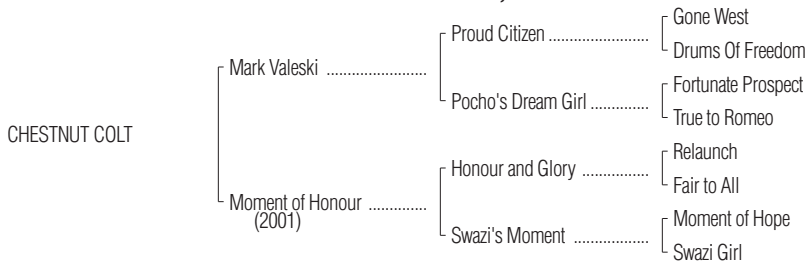 Gone West
Proud Citizen .........................
Drums Of Freedom
Mark Valeski .........................
Fortunate Prospect
Pocho's Dream Girl ...............
True to Romeo
CHESTNUT COLT
Relaunch
Honour and Glory .................
Fair to All
Moment of Honour ..............
(2001)
Moment of Hope
Swazi's Moment ...................
Swazi Girl